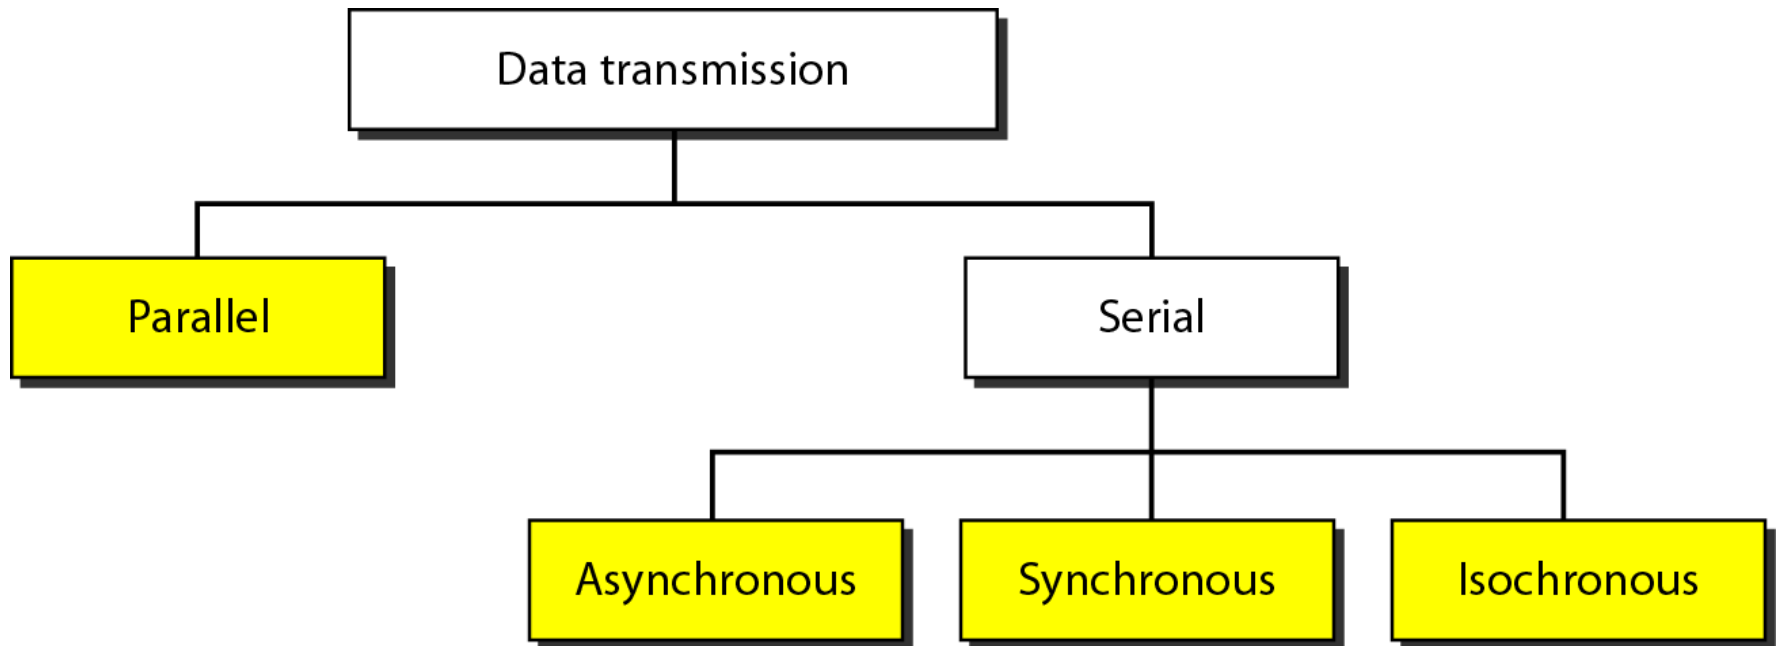 Data transmission
Parallel
Serial
Asynchronous
Synchronous
Isochronous